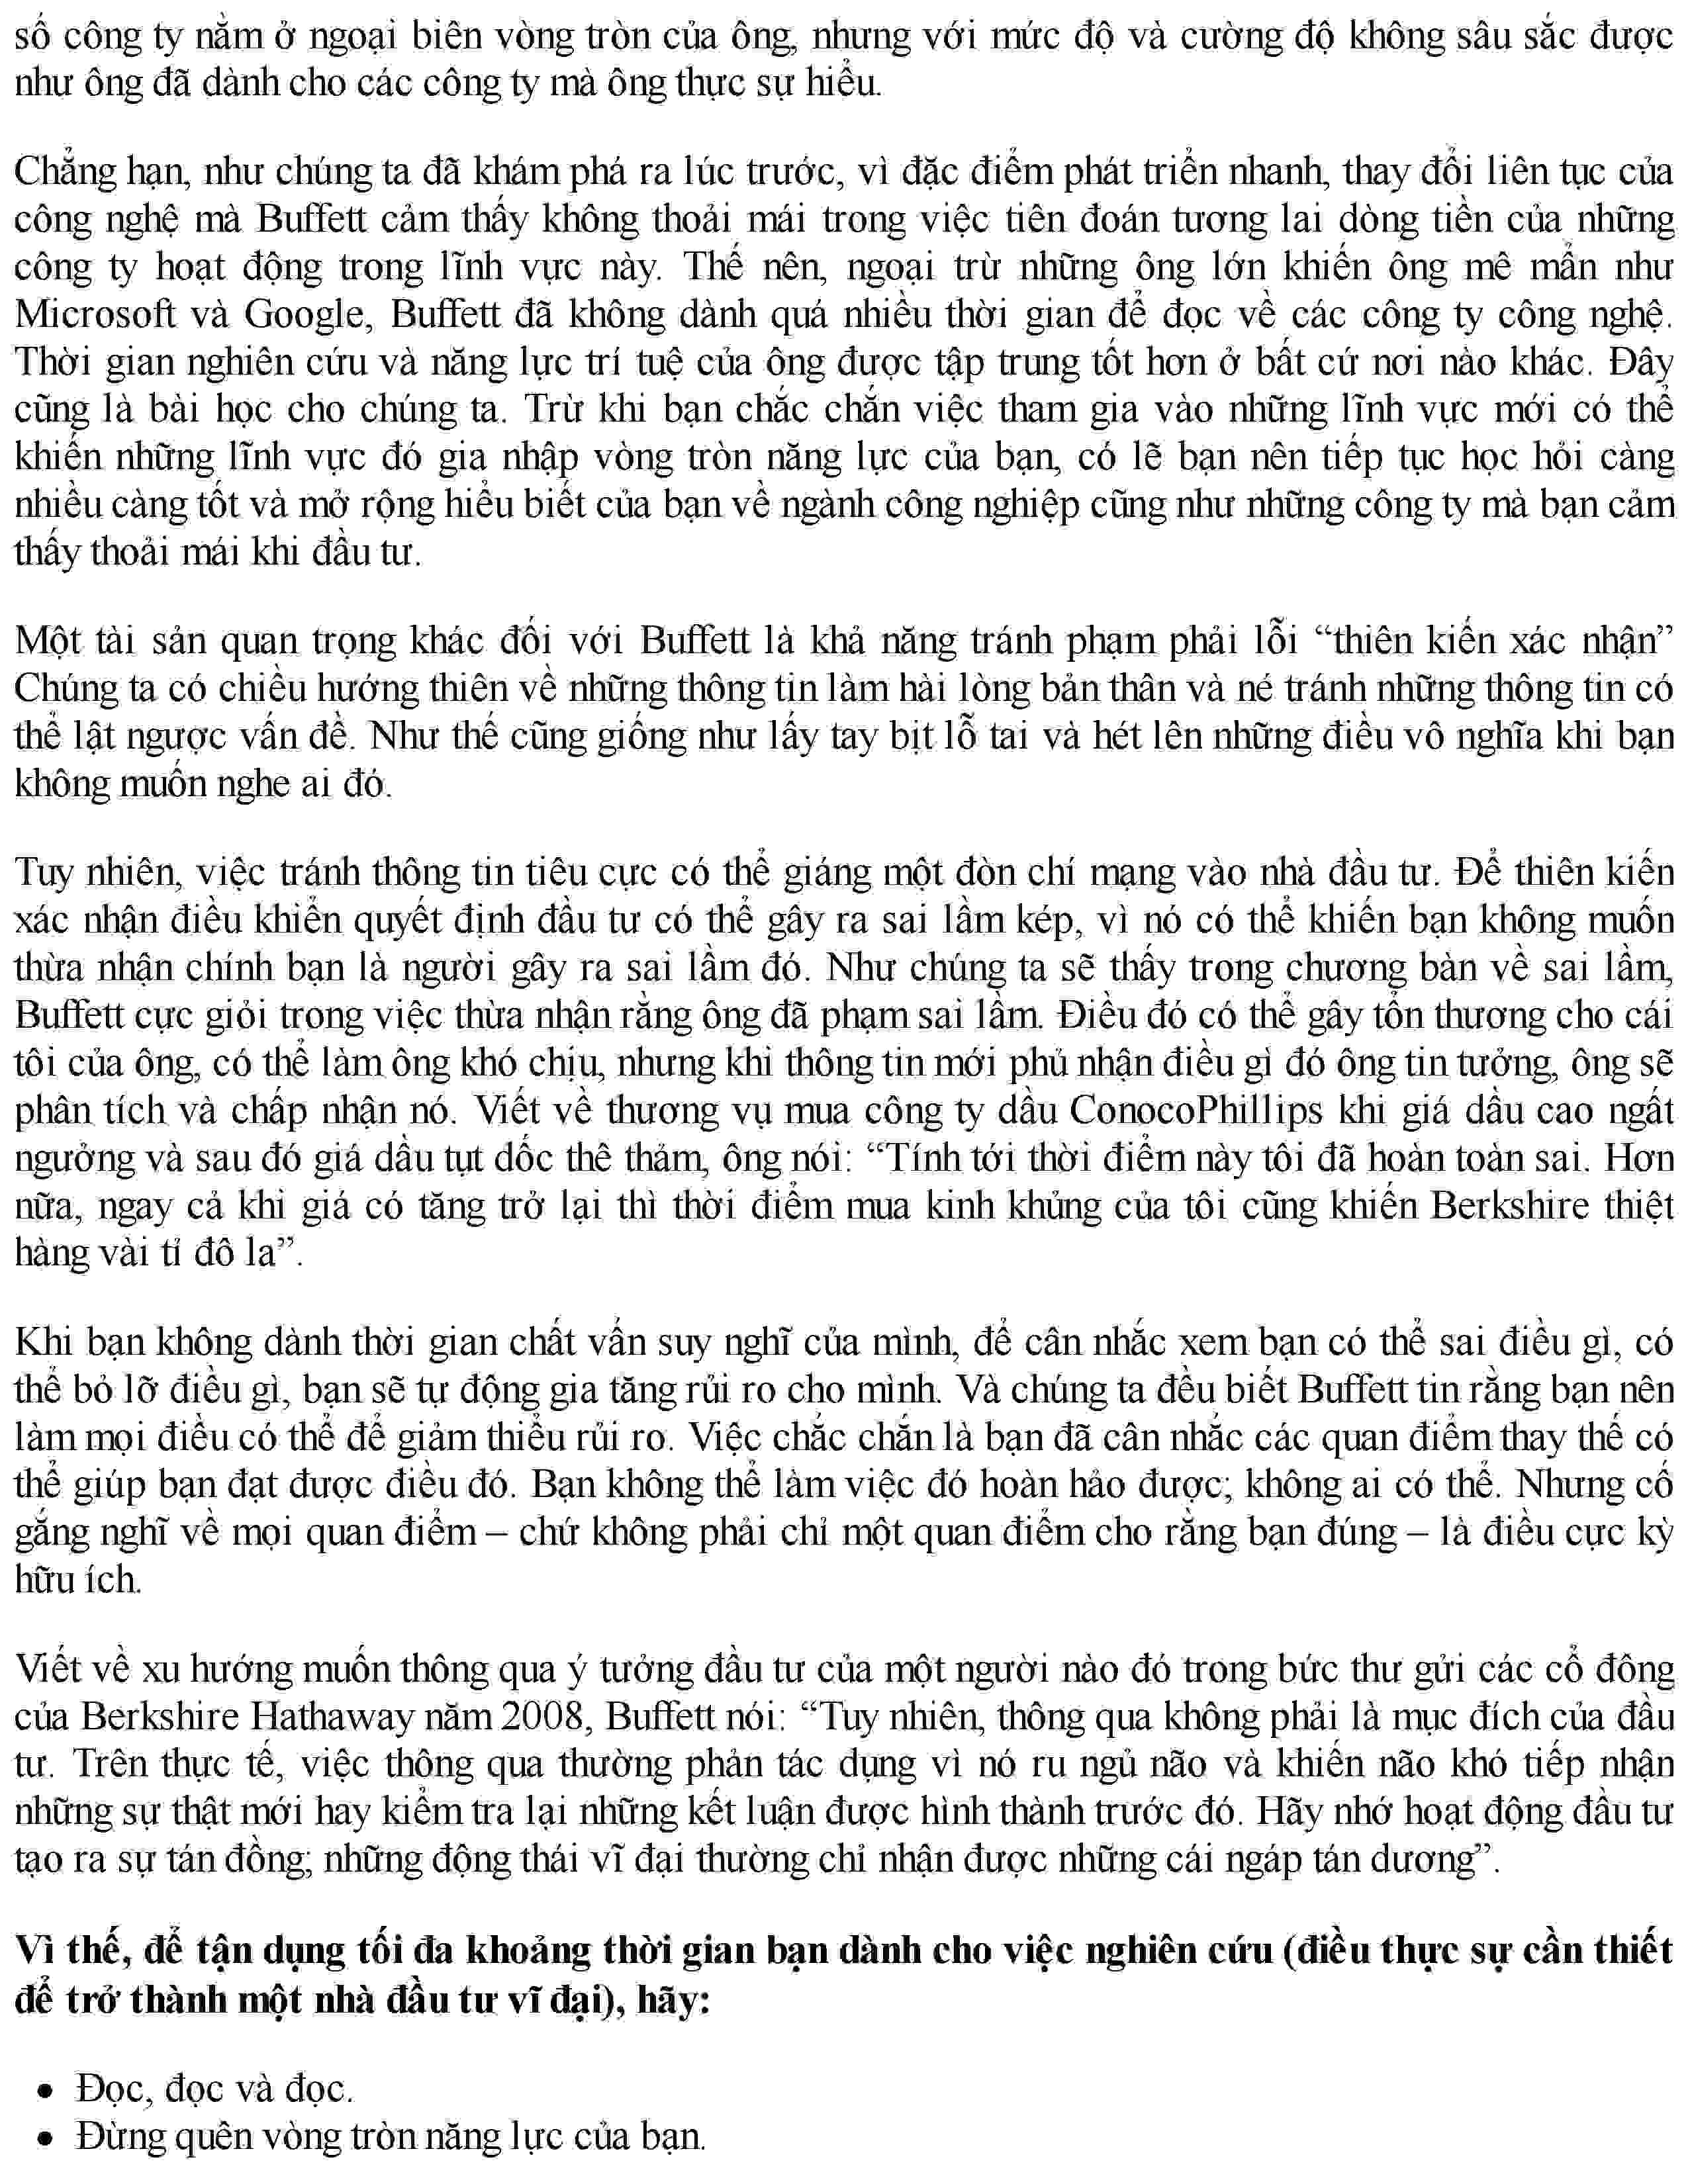 số công ty nằm ở ngoại biên vòng tròn của ông, nhưng với mức độ và cường độ không sâu sắc được
như ông đã dành cho các công ty mà ông thực sự hiểu.
Chẳng hạn, như chúng ta đã khám phá ra lúc trước, vì đặc điểm phát triển nhanh, thay đổi liên tục của
công nghệ mà Buffett cảm thấy không thoải mái trong việc tiên đoán tương lai dòng tiền của những
công ty hoạt động trong lĩnh vực này. Thế nên, ngoại trừ những ông lớn khiến ông mê mẩn như
Microsoft và Google, Buffett đã không dành quá nhiều thời gian để đọc về các công ty công nghệ.
Thời gian nghiên cứu và năng lực trí tuệ của ông được tập trung tốt hơn ở bất cứ nơi nào khác. Đây
cũng là bài học cho chúng ta. Trừ khi bạn chắc chắn việc tham gia vào những lĩnh vực mới có thể
khiến những lĩnh vực đó gia nhập vòng tròn năng lực của bạn, có lẽ bạn nên tiếp tục học hỏi càng
nhiều càng tốt và mở rộng hiểu biết của bạn về ngành công nghiệp cũng như những công ty mà bạn cảm
thấy thoải mái khi đầu tư.
Một tài sản quan trọng khác đối với Buffett là khả năng tránh phạm phải lỗi “thiên kiến xác nhận”
Chúng ta có chiều hướng thiên về những thông tin làm hài lòng bản thân và né tránh những thông tin có
thể lật ngược vấn đề. Như thế cũng giống như lấy tay bịt lỗ tai và hét lên những điều vô nghĩa khi bạn
không muốn nghe ai đó.
Tuy nhiên, việc tránh thông tin tiêu cực có thể giáng một đòn chí mạng vào nhà đầu tư. Để thiên kiến
xác nhận điều khiển quyết định đầu tư có thể gây ra sai lầm kép, vì nó có thể khiến bạn không muốn
thừa nhận chính bạn là người gây ra sai lầm đó. Như chúng ta sẽ thấy trong chương bàn về sai lầm,
Buffett cực giỏi trong việc thừa nhận rằng ông đã phạm sai lầm. Điều đó có thể gây tổn thương cho cái
tôi của ông, có thể làm ông khó chịu, nhưng khi thông tin mới phủ nhận điều gì đó ông tin tưởng, ông sẽ
phân tích và chấp nhận nó. Viết về thương vụ mua công ty dầu ConocoPhillips khi giá dầu cao ngất
ngưởng và sau đó giá dầu tụt dốc thê thảm, ông nói: “Tính tới thời điểm này tôi đã hoàn toàn sai. Hơn
nữa, ngay cả khi giá có tăng trở lại thì thời điểm mua kinh khủng của tôi cũng khiến Berkshire thiệt
hàng vài tỉ đô la”.
Khi bạn không dành thời gian chất vấn suy nghĩ của mình, để cân nhắc xem bạn có thể sai điều gì, có
thể bỏ lỡ điều gì, bạn sẽ tự động gia tăng rủi ro cho mình. Và chúng ta đều biết Buffett tin rằng bạn nên
làm mọi điều có thể để giảm thiểu rủi ro. Việc chắc chắn là bạn đã cân nhắc các quan điểm thay thế có
thể giúp bạn đạt được điều đó. Bạn không thể làm việc đó hoàn hảo được; không ai có thể. Nhưng cố
gắng nghĩ về mọi quan điểm – chứ không phải chỉ một quan điểm cho rằng bạn đúng – là điều cực kỳ
hữu ích.
Viết về xu hướng muốn thông qua ý tưởng đầu tư của một người nào đó trong bức thư gửi các cổ đông
của Berkshire Hathaway năm 2008, Buffett nói: “Tuy nhiên, thông qua không phải là mục đích của đầu
tư. Trên thực tế, việc thông qua thường phản tác dụng vì nó ru ngủ não và khiến não khó tiếp nhận
những sự thật mới hay kiểm tra lại những kết luận được hình thành trước đó. Hãy nhớ hoạt động đầu tư
tạo ra sự tán đồng; những động thái vĩ đại thường chỉ nhận được những cái ngáp tán dương”.
Vì thế, để tận dụng tối đa khoảng thời gian bạn dành cho việc nghiên cứu (điều thực sự cần thiết
để trở thành một nhà đầu tư vĩ đại), hãy:
• Đọc, đọc và đọc.
• Đừng quên vòng tròn năng lực của bạn.